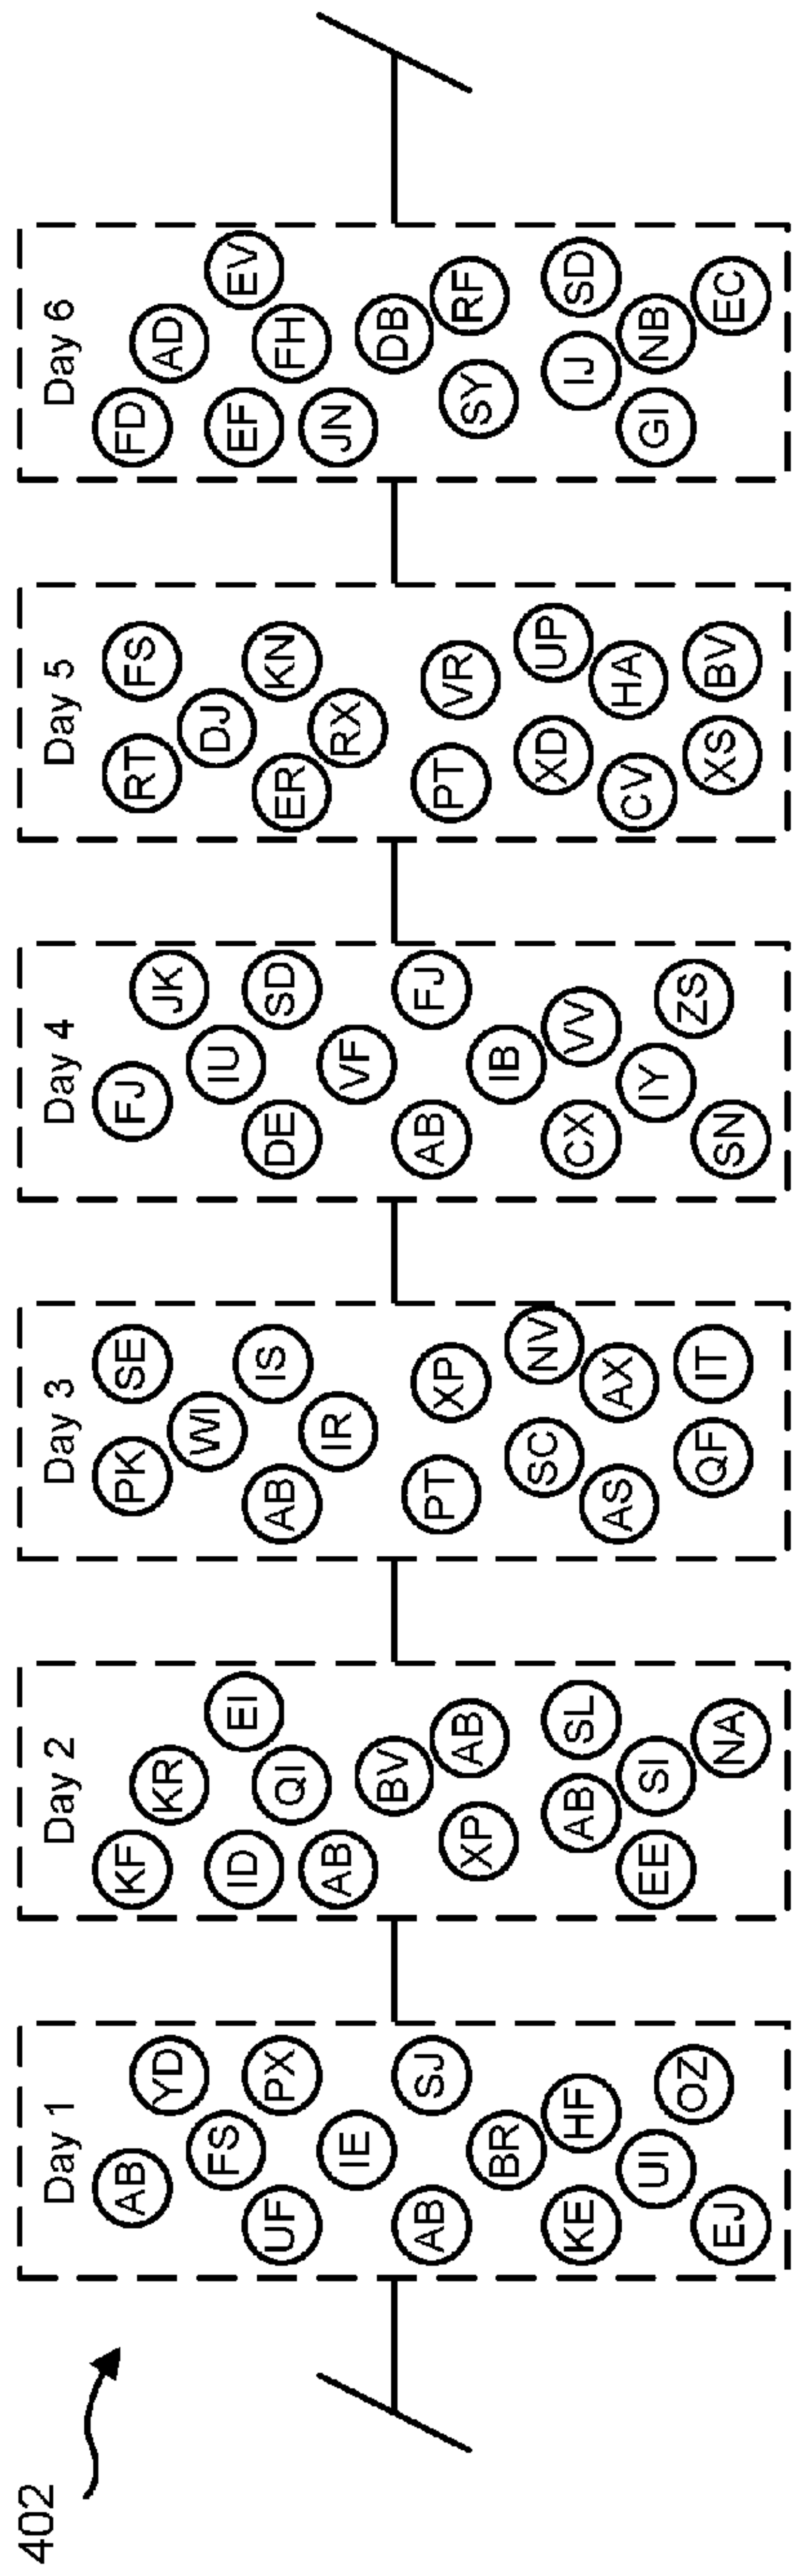 402
Day 1
AB
YD
FS
UF
PX
IE
AB
SJ
BR
KE
HF
UI
OZ
EJ
Day 2
KF
KR
ID
EI
QI
AB
BV
XP
AB
AB
SL
EE
SI
NA
Day 3
PK
SE
WI
AB
IS
IR
PT
XP
SC
NV
AS
AX
QF
IT
Day 4
FJ
JK
IU
DE
SD
VF
AB
FJ
IB
CX
VV
IY
ZS
SN
Day 5
RT
FS
DJ
ER
KN
RX
PT
VR
XD
UP
CV
HA
XS
BV
Day 6
FD
AD
EF
EV
FH
JN
DB
SY
RF
IJ
SD
GI
NB
EC